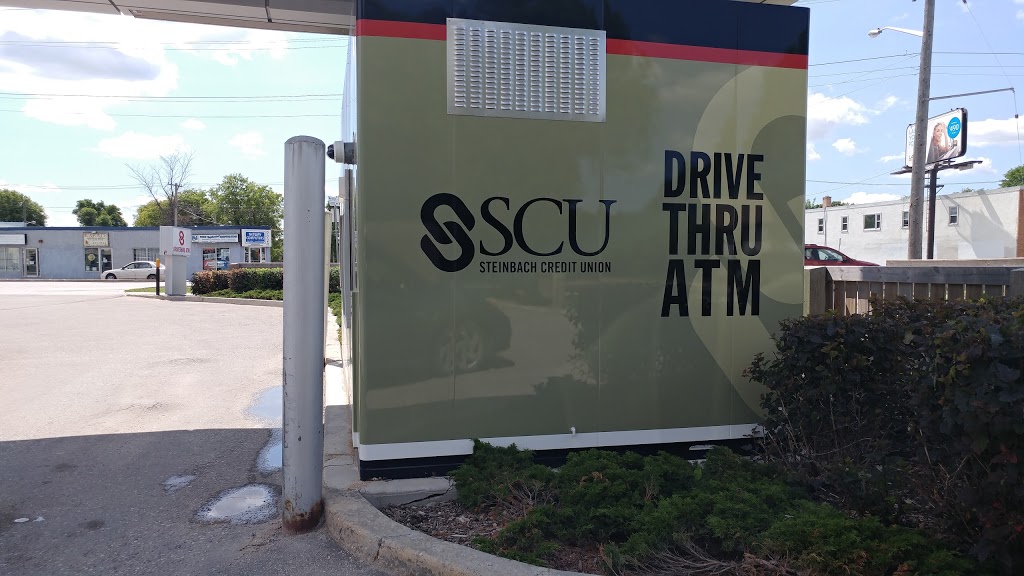 SCU
STEINBACH CREDIT UNION
DRIVE
THRU
ATM